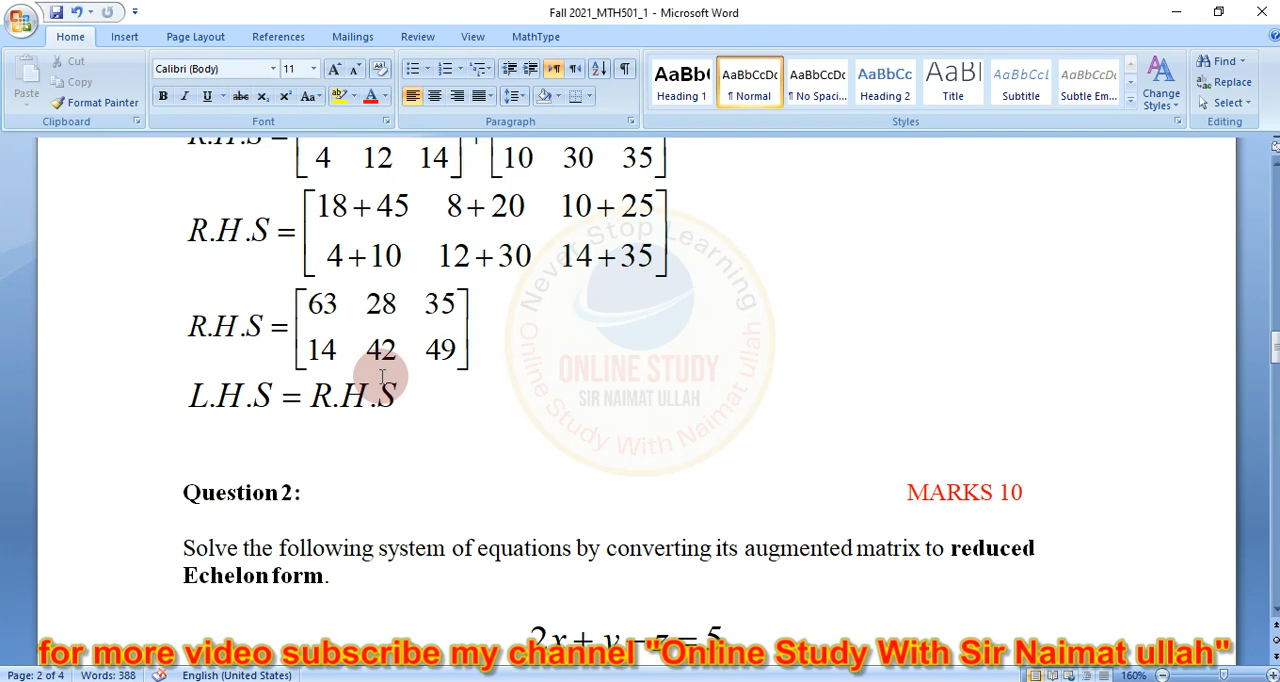 Fall 2021_MTH501_1 - Microsoft Word
Home Insert Page Layout References Mailings Review View MathType
Paste Cut Copy Format Painter Clipboard
Calibri (Body) 11 Font
Paragraph
AaBb( Heading 1 AaBbCcDc ¶ Normal AaBbCcDc ¶ No Spaci... AaBbCc Heading 2 AaBl Title AaBbCcL Subtitle AaBbCcDc Subtle Em... Change Styles Styles
Find Replace Select Editing
R.H.S = [4 12 14] + [10 30 35]
R.H.S = [18+45 8+20 10+25
4+10 12+30 14+35]
R.H.S = [63 28 35
14 42 49]
L.H.S = R.H.S
Never Stop Learning
ONLINE STUDY
SIR NAIMAT ULLAH
Online Study With Naimat Ullah
Question 2: MARKS 10
Solve the following system of equations by converting its augmented matrix to reduced
Echelon form.
2x + y − z = 5
for more video subscribe my channel "Online Study With Sir Naimat ullah"
Page: 2 of 4 Words: 388 English (United States) 160%